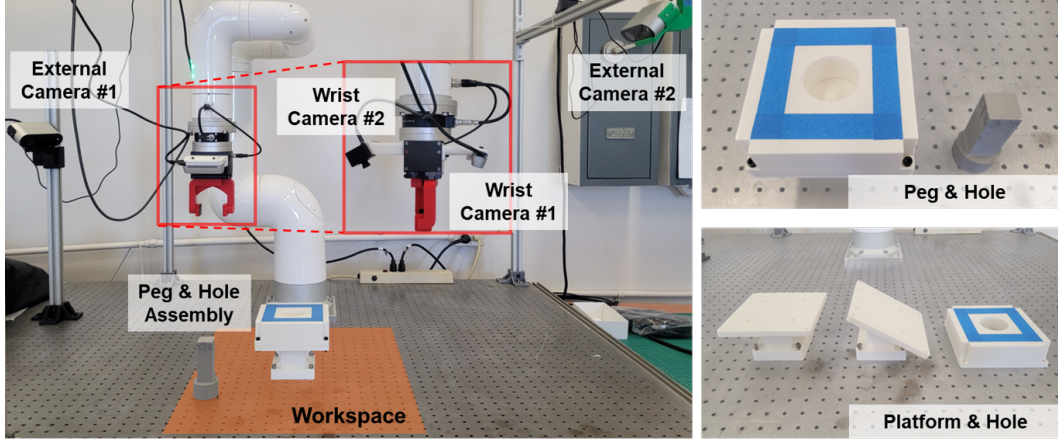 External
Camera #1
Wrist
Camera #2
External
Camera #2
Wrist
Camera #1
Peg & Hole
Assembly
Workspace
Peg & Hole
Platform & Hole